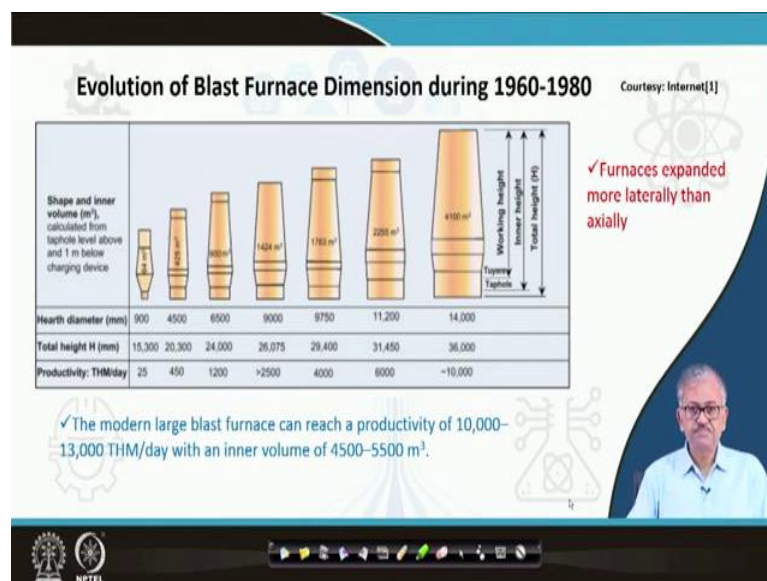 Evolution of Blast Furnace Dimension during 1960-1980
Courtesy: Internet[1]
Shape and inner
volume (m³),
calculated from
taphole level above
and 1 m below
charging device
425 m³
900 m³
1424 m³
1763 m³
2255 m³
4100 m³
Working height
Inner height
Total height (H)
Tuyere
Taphole
Hearth diameter (mm) 900 4500 6500 9000 9750 11,200 14,000
Total height H (mm) 15,300 20,300 24,000 26,075 29,400 31,450 36,000
Productivity: THM/day 25 450 1200 >2500 4000 6000 ~10,000
✓Furnaces expanded
more laterally than
axially
✓The modern large blast furnace can reach a productivity of 10,000–
13,000 THM/day with an inner volume of 4500–5500 m³.
NPTEL